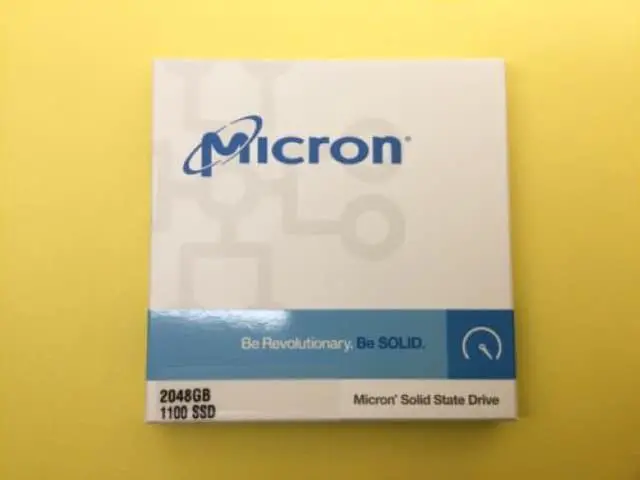 Micron®
Be Revolutionary. Be SOLID.
2048GB
1100 SSD
Micron® Solid State Drive